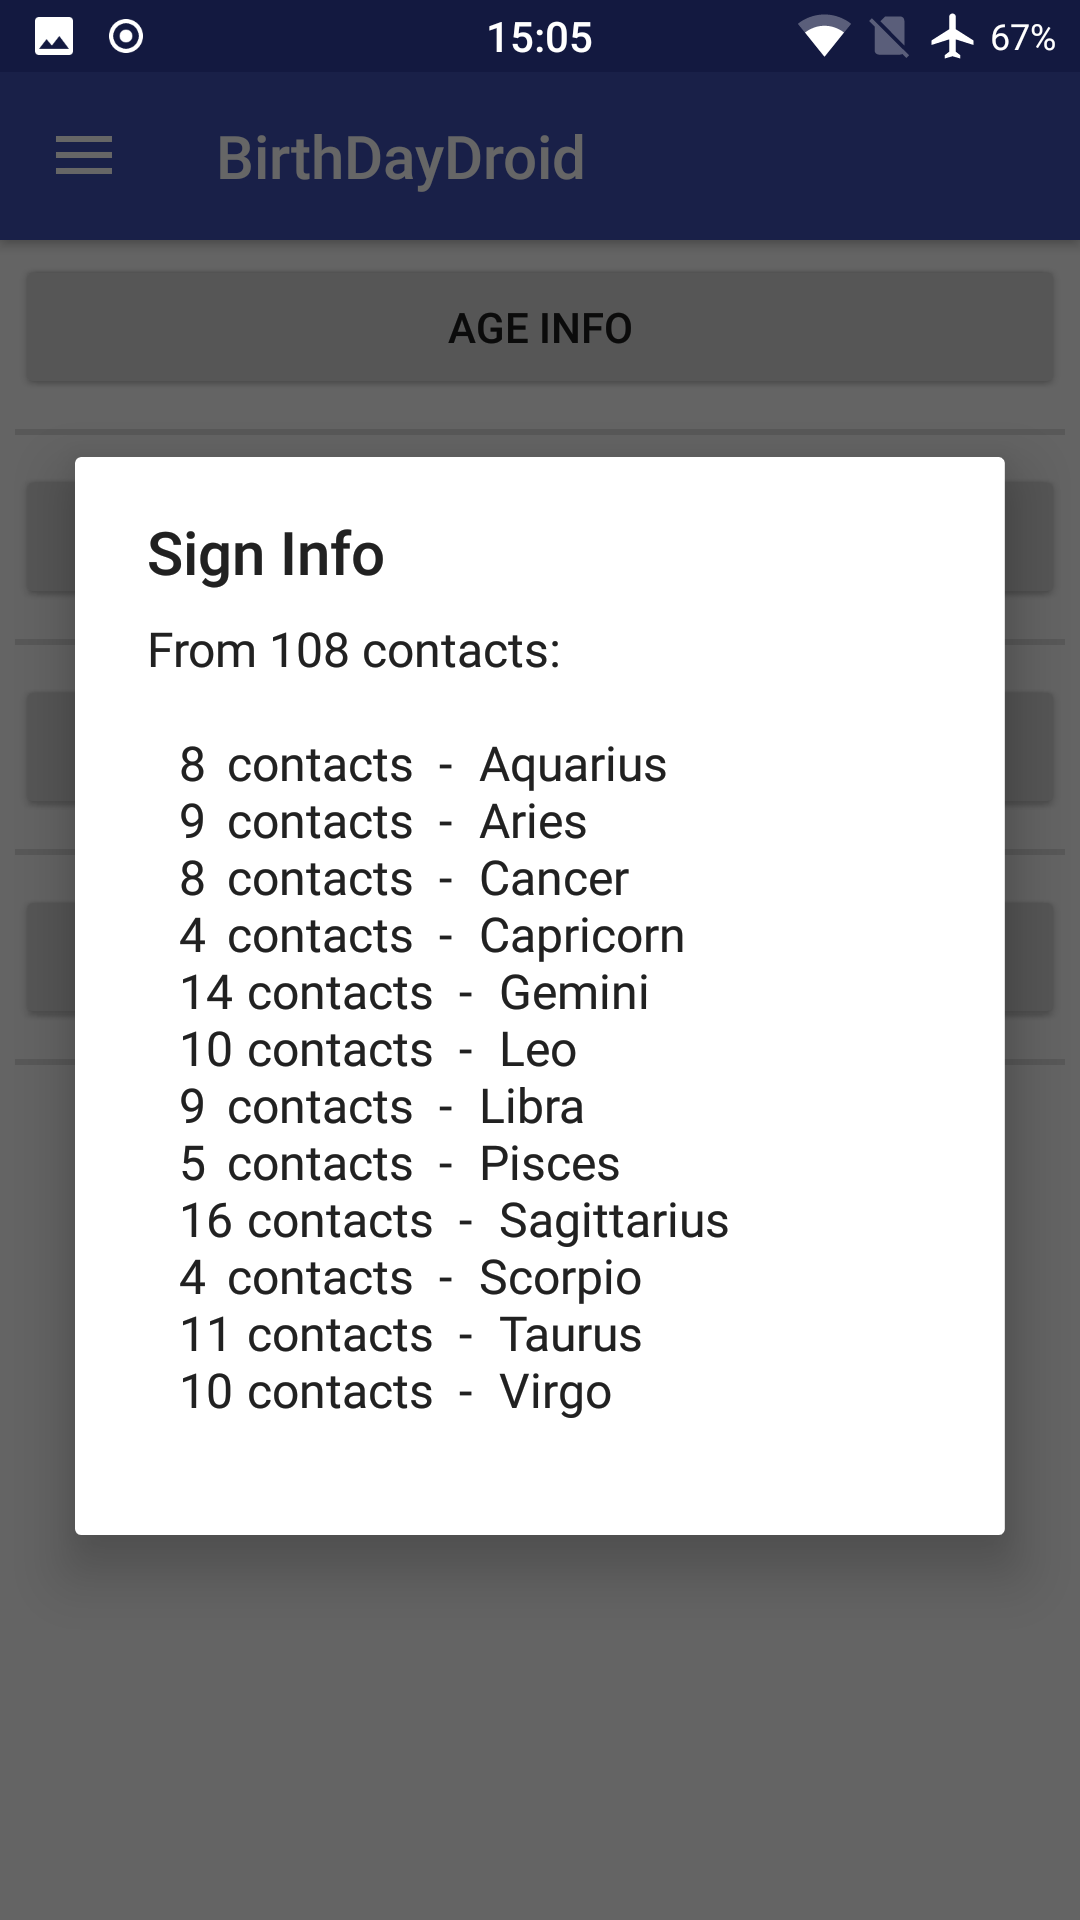 15:05
67%
BirthDayDroid
AGE INFO
Sign Info
From 108 contacts:
8 contacts - Aquarius
9 contacts - Aries
8 contacts - Cancer
4 contacts - Capricorn
14 contacts - Gemini
10 contacts - Leo
9 contacts - Libra
5 contacts - Pisces
16 contacts - Sagittarius
4 contacts - Scorpio
11 contacts - Taurus
10 contacts - Virgo